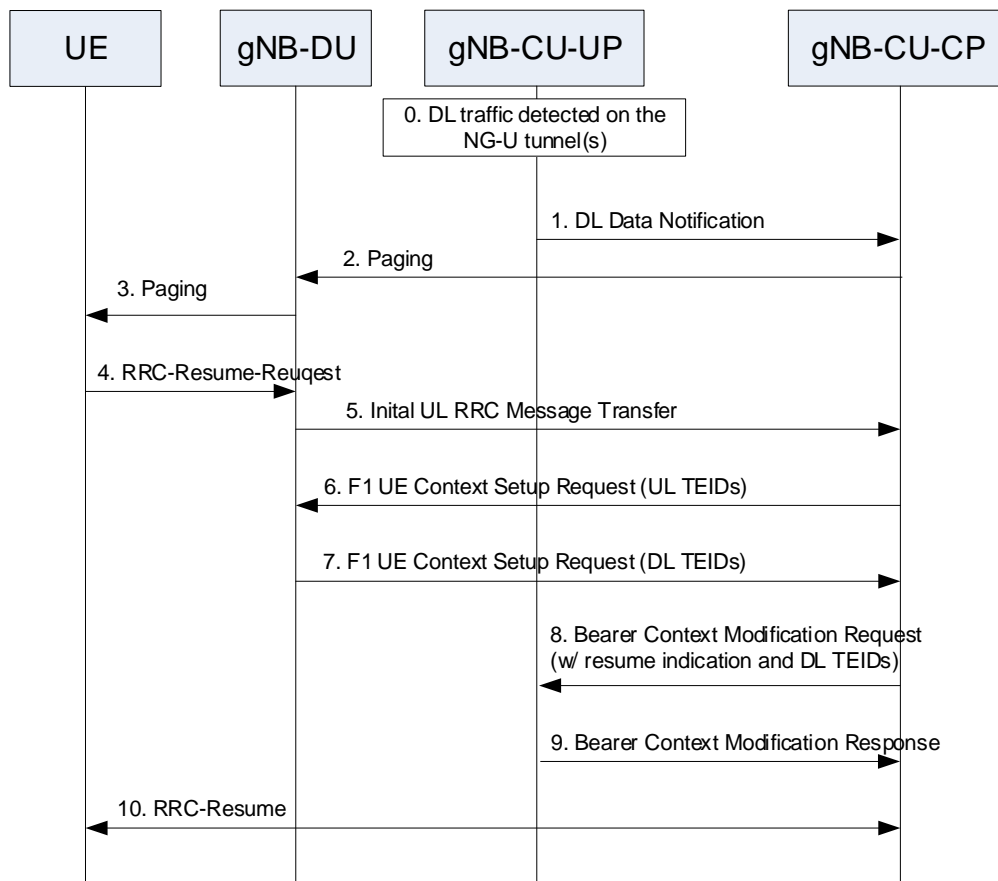 UE
gNB-DU
gNB-CU-UP
gNB-CU-CP
0. DL traffic detected on the
NG-U tunnel(s)
1. DL Data Notification
2. Paging
3. Paging
4. RRC-Resume-Reuqest
5. Inital UL RRC Message Transfer
6. F1 UE Context Setup Request (UL TEIDs)
7. F1 UE Context Setup Request (DL TEIDs)
8. Bearer Context Modification Request
(w/ resume indication and DL TEIDs)
9. Bearer Context Modification Response
10. RRC-Resume